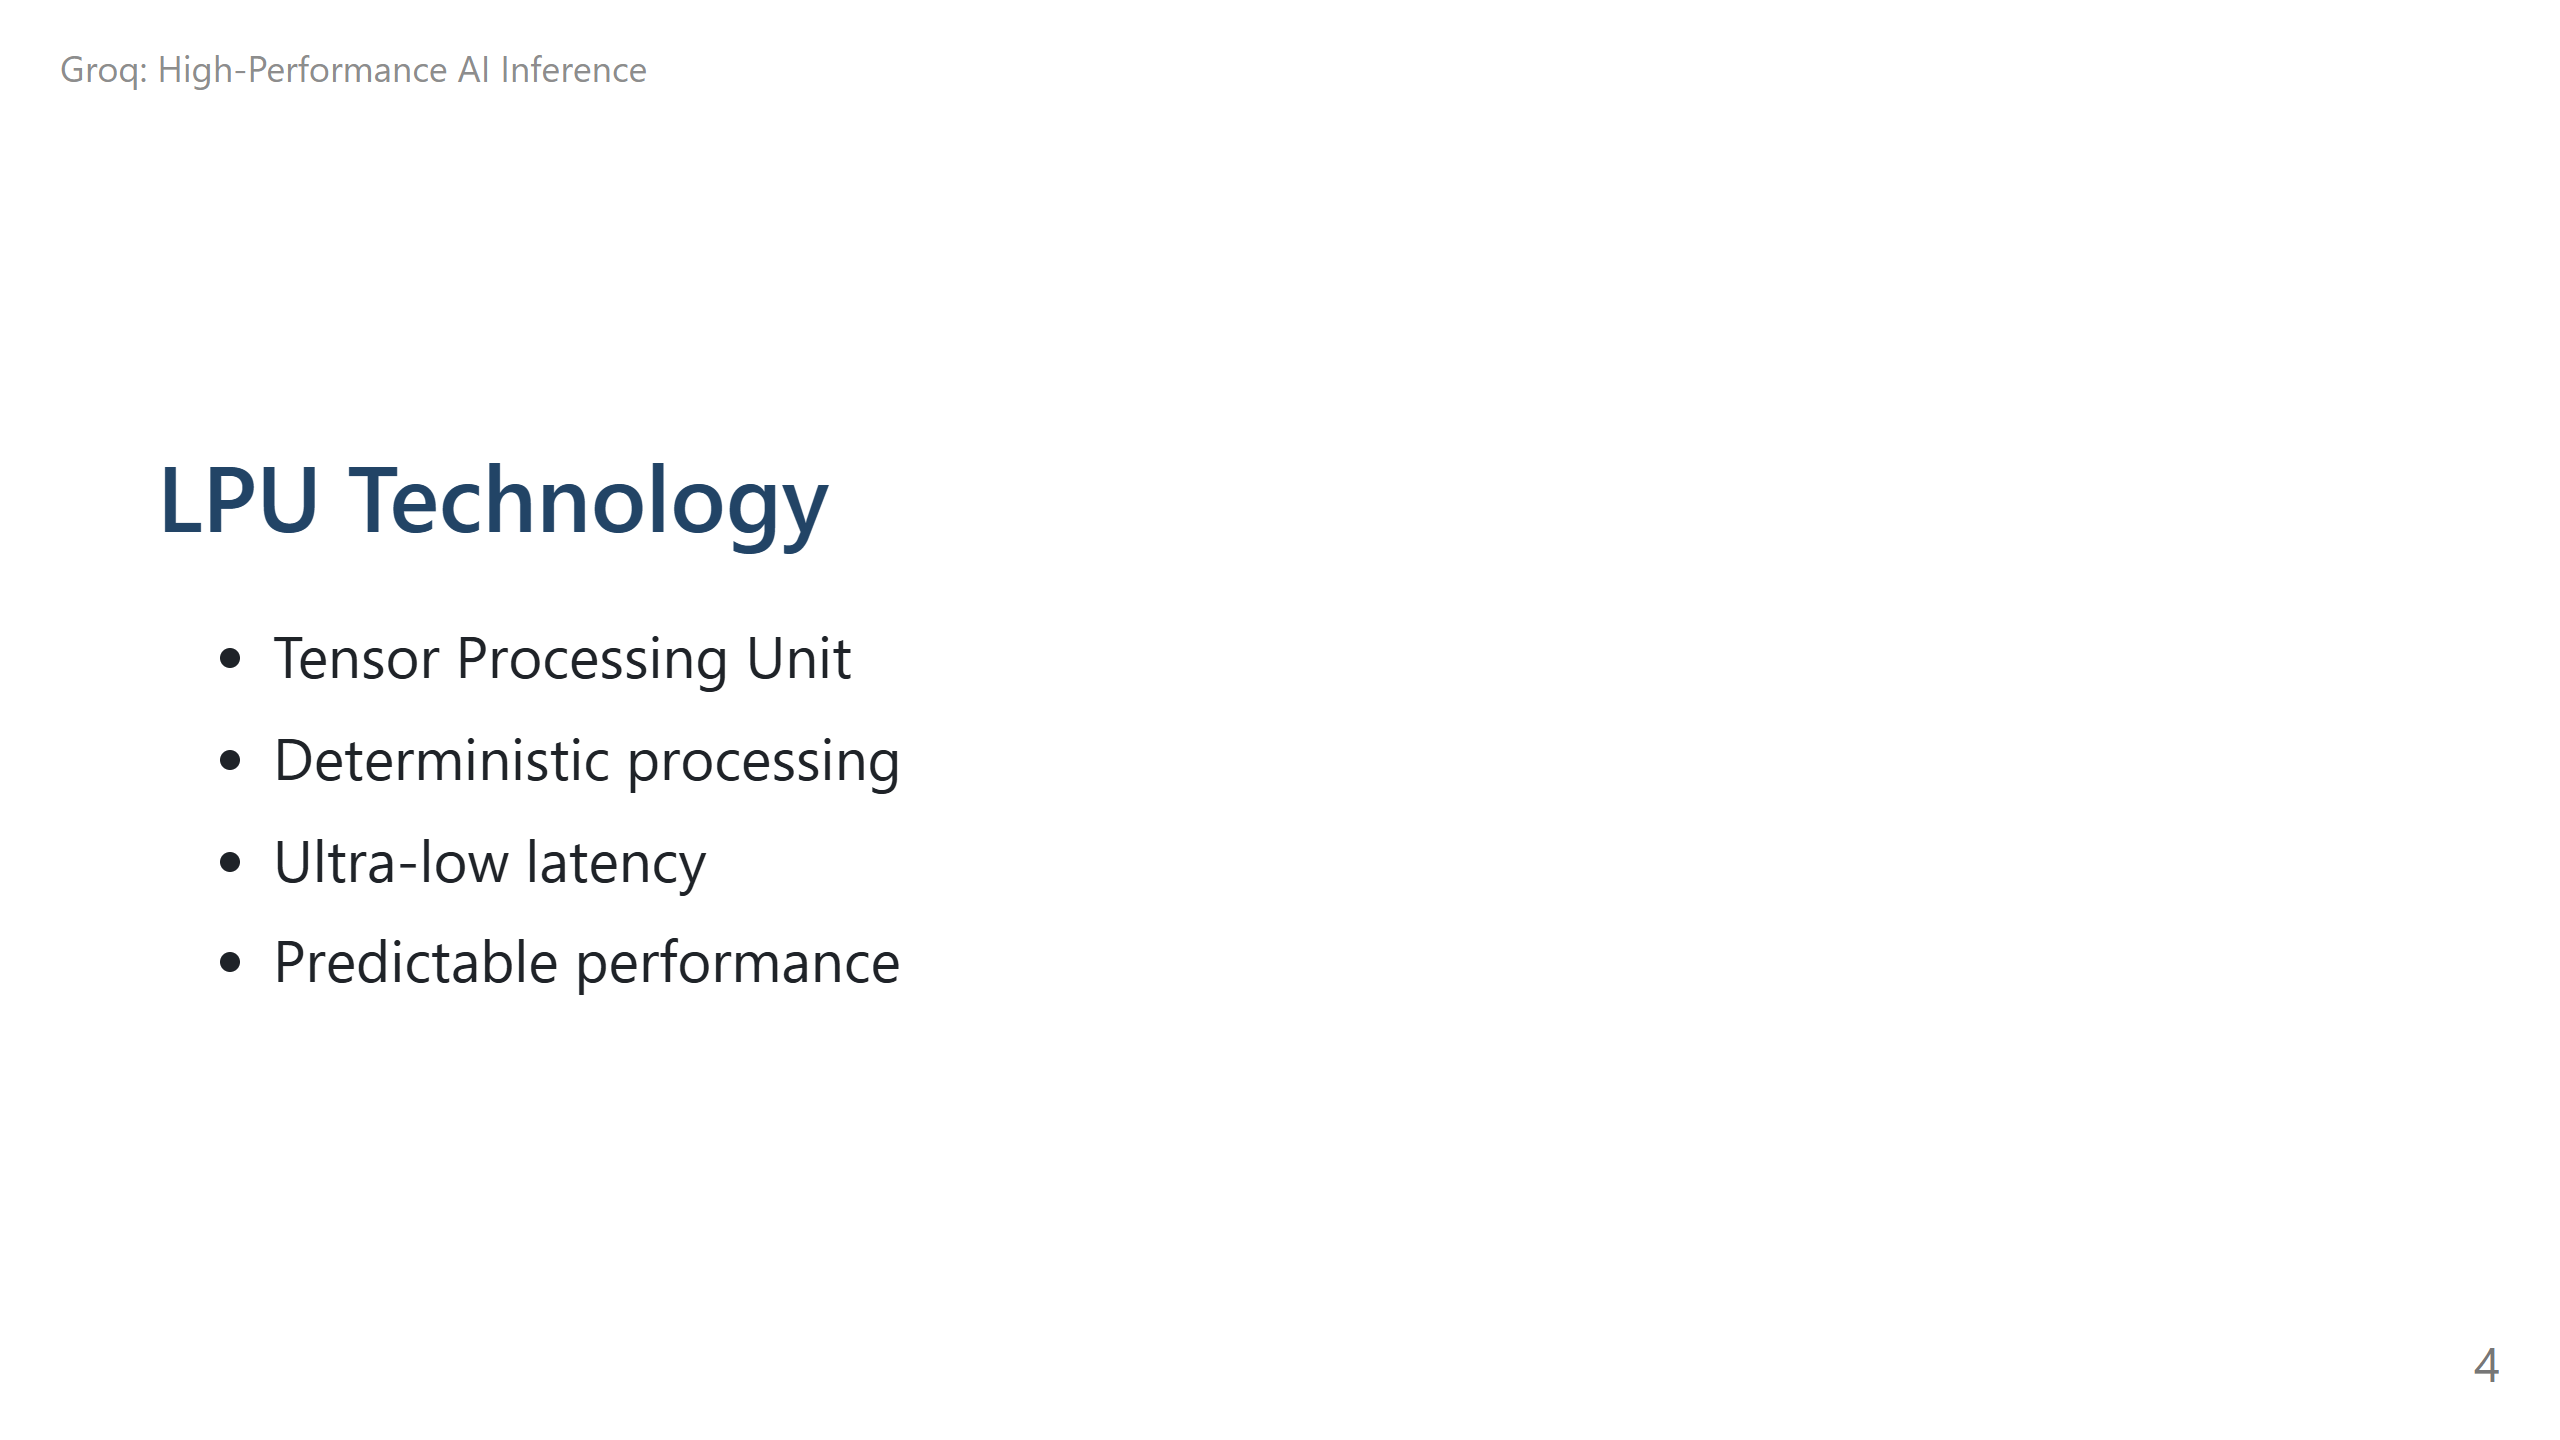 Groq: High-Performance AI Inference
LPU Technology
• Tensor Processing Unit
• Deterministic processing
• Ultra-low latency
• Predictable performance
4